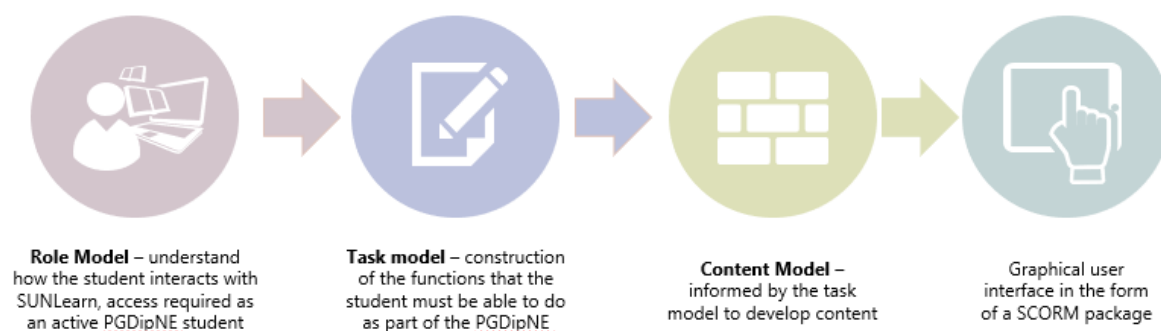 Role Model – understand
how the student interacts with
SUNLearn, access required as
an active PGDipNE student
Task model – construction
of the functions that the
student must be able to do
as part of the PGDipNE
Content Model –
informed by the task
model to develop content
Graphical user
interface in the form
of a SCORM package